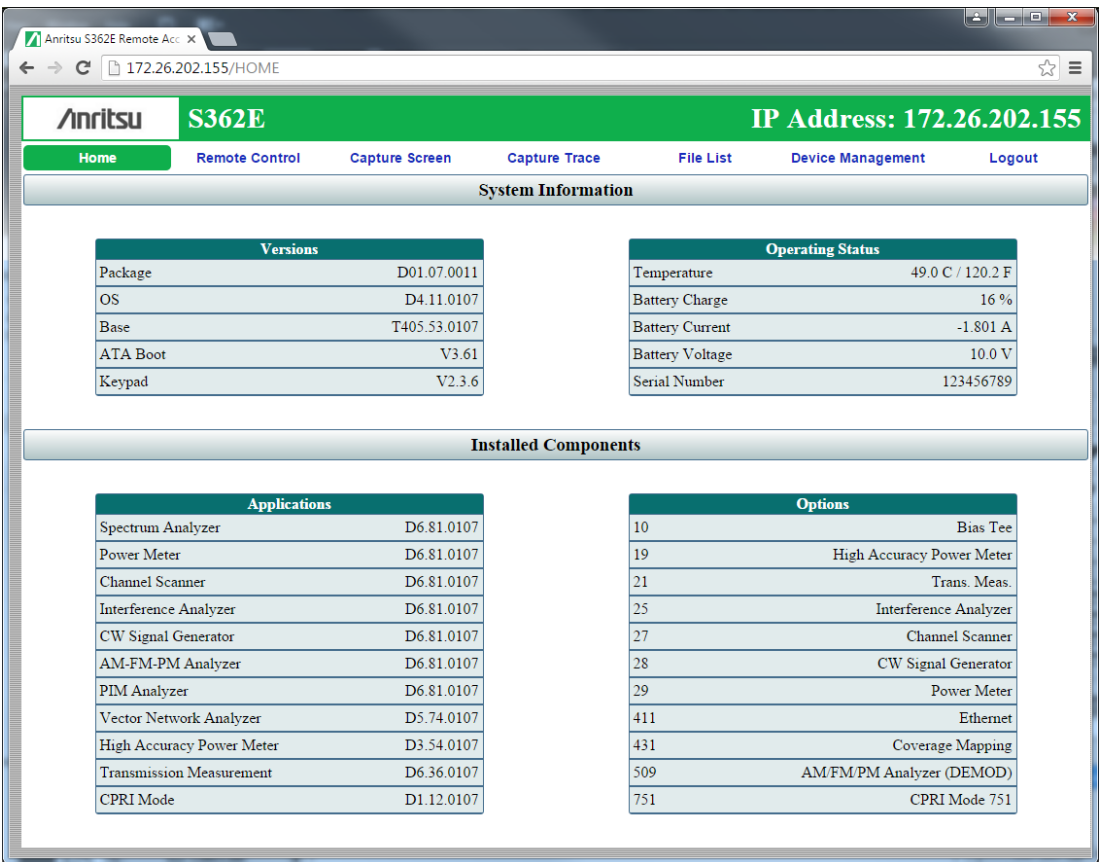 Anritsu S362E Remote Acc
172.26.202.155/HOME
Anritsu S362E IP Address: 172.26.202.155
Home Remote Control Capture Screen Capture Trace File List Device Management Logout
System Information
Versions
Package D01.07.0011
OS D4.11.0107
Base T405.53.0107
ATA Boot V3.61
Keypad V2.3.6
Operating Status
Temperature 49.0 C / 120.2 F
Battery Charge 16 %
Battery Current -1.801 A
Battery Voltage 10.0 V
Serial Number 123456789
Installed Components
Applications
Spectrum Analyzer D6.81.0107
Power Meter D6.81.0107
Channel Scanner D6.81.0107
Interference Analyzer D6.81.0107
CW Signal Generator D6.81.0107
AM-FM-PM Analyzer D6.81.0107
PIM Analyzer D6.81.0107
Vector Network Analyzer D5.74.0107
High Accuracy Power Meter D3.54.0107
Transmission Measurement D6.36.0107
CPRI Mode D1.12.0107
Options
10 Bias Tee
19 High Accuracy Power Meter
21 Trans. Meas.
25 Interference Analyzer
27 Channel Scanner
28 CW Signal Generator
29 Power Meter
411 Ethernet
431 Coverage Mapping
509 AM/FM/PM Analyzer (DEMOD)
751 CPRI Mode 751